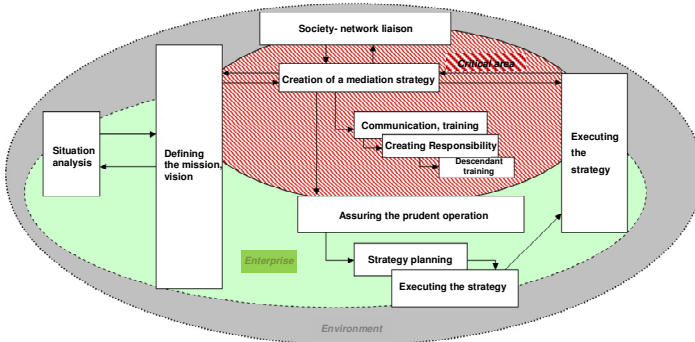 Society- network liaison
Critical area
Creation of a mediation strategy
Communication, training
Creating Responsibility
Descendant
training
Situation
analysis
Defining
the mission,
vision
Executing
the
strategy
Assuring the prudent operation
Enterprise
Strategy planning
Executing the strategy
Environment